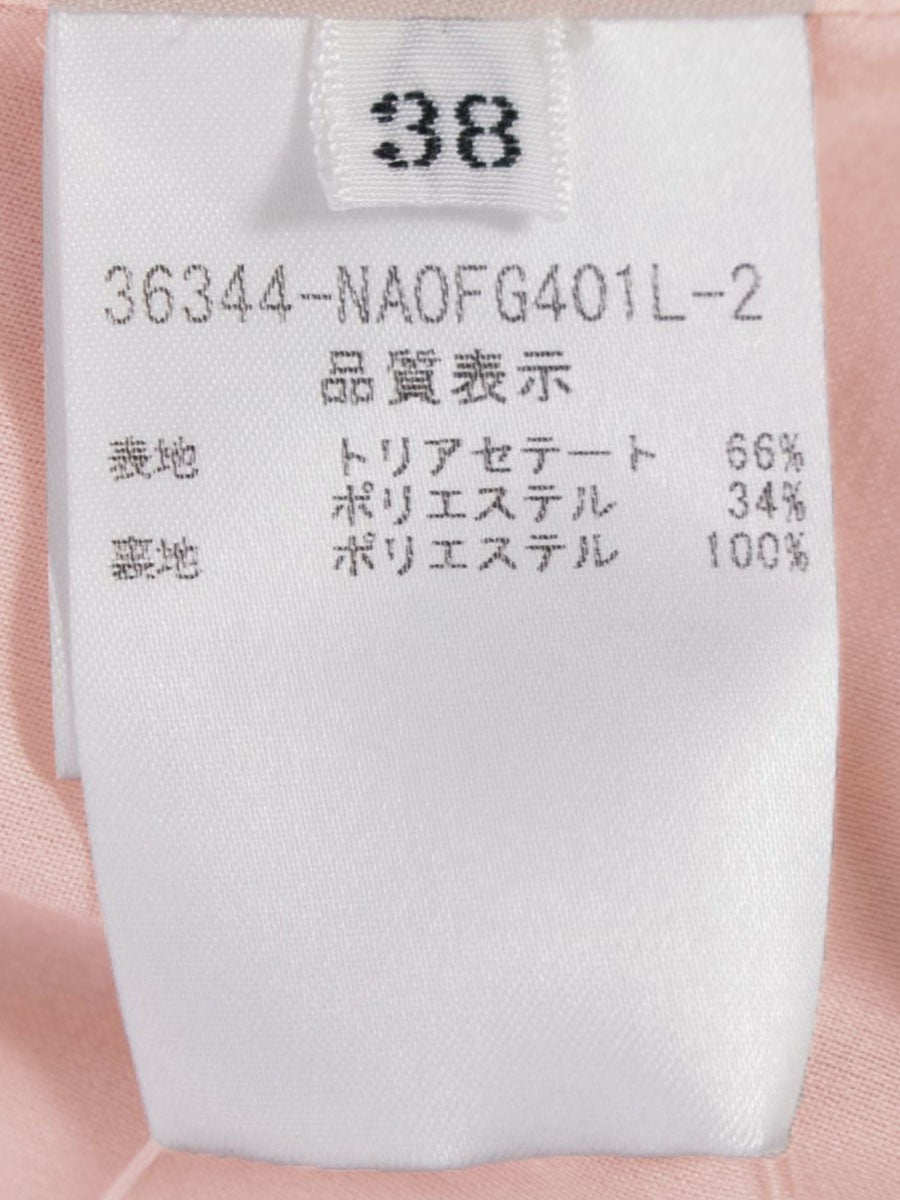 38
36344-NA0FG401L-2
品質表示
表地 トリアセテート 66%
ポリエステル 34%
裏地 ポリエステル 100%